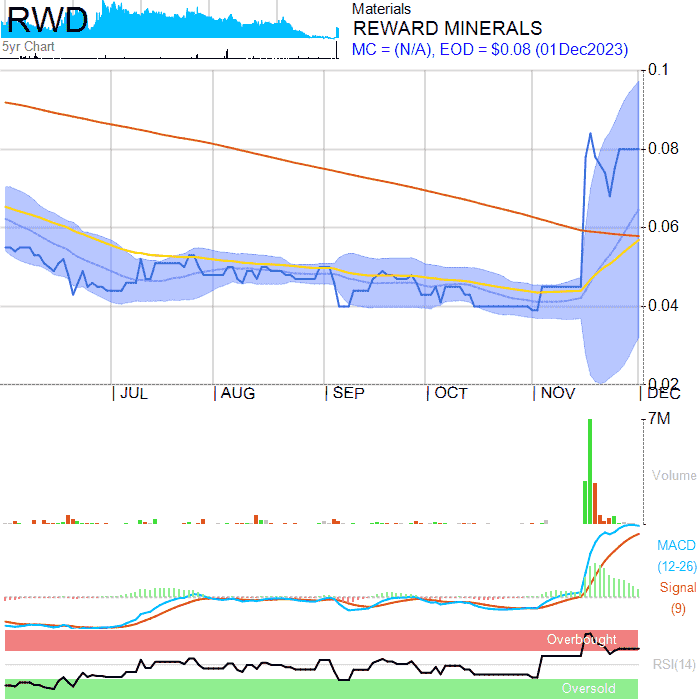 RWD
5yr Chart
Materials
REWARD MINERALS
MC = (N/A), EOD = $0.08 (01Dec2023)
0.1
0.08
0.06
0.04
0.02
JUL AUG SEP OCT NOV DEC
7M
Volume
MACD
(12-26)
Signal
(9)
Overbought
RSI(14)
Oversold